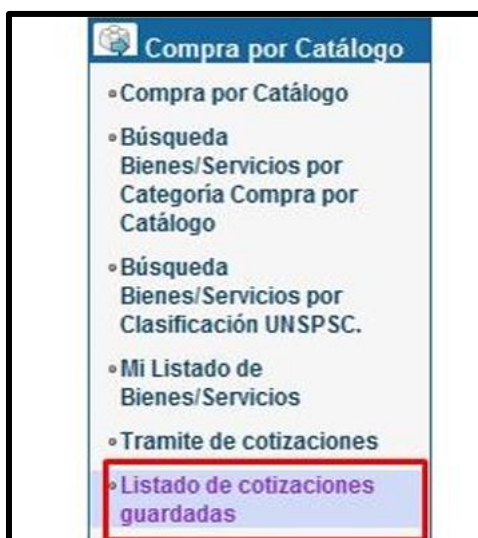 Compra por Catálogo
Compra por Catálogo
Búsqueda
Bienes/Servicios por
Categoría Compra por
Catálogo
Búsqueda
Bienes/Servicios por
Clasificación UNSPSC.
Mi Listado de
Bienes/Servicios
Tramite de cotizaciones
Listado de cotizaciones
guardadas